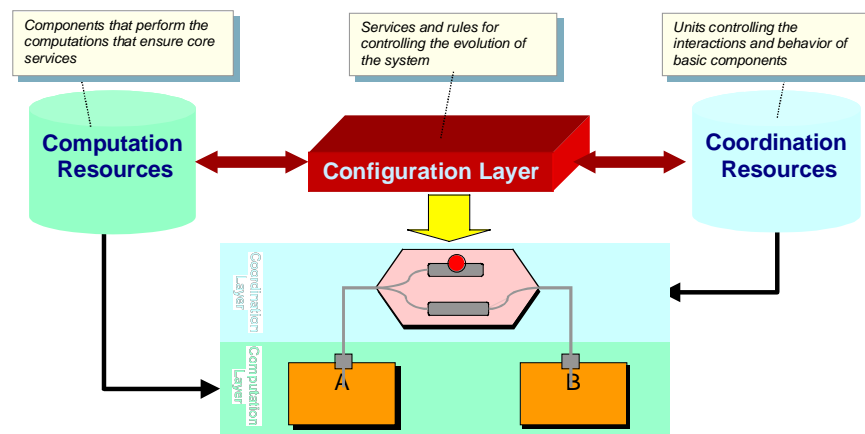 Components that perform the
computations that ensure core
services
Services and rules for
controlling the evolution of
the system
Units controlling the
interactions and behavior of
basic components
Computation
Resources
Configuration Layer
Coordination
Resources
Coordination
Layer
Computation
Layer
A
B